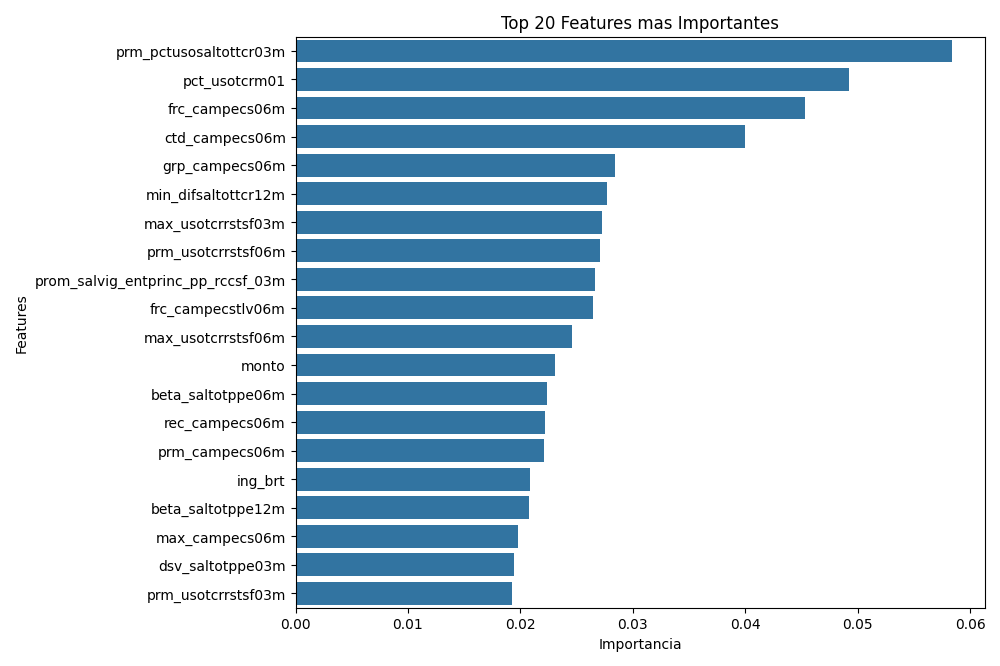 Top 20 Features mas Importantes
Features
prm_pctusosaltottcr03m
pct_usotcrm01
frc_campecs06m
ctd_campecs06m
grp_campecs06m
min_difsaltottcr12m
max_usotcrrstsf03m
prm_usotcrrstsf06m
prom_salvig_entprinc_pp_rccsf_03m
frc_campecstlv06m
max_usotcrrstsf06m
monto
beta_saltotppe06m
rec_campecs06m
prm_campecs06m
ing_brt
beta_saltotppe12m
max_campecs06m
dsv_saltotppe03m
prm_usotcrrstsf03m
0.00 0.01 0.02 0.03 0.04 0.05 0.06
Importancia